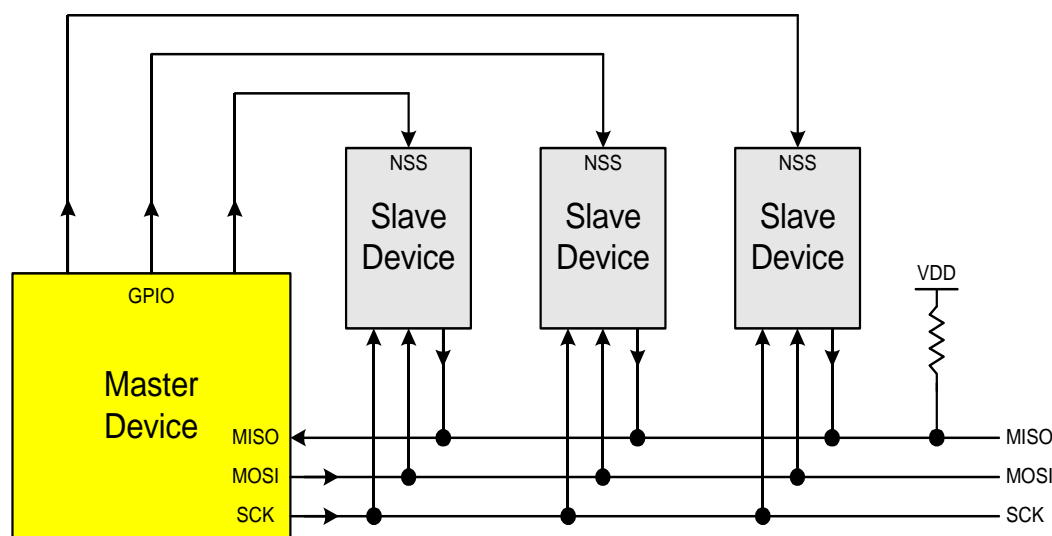 NSS
Slave
Device
NSS
Slave
Device
NSS
Slave
Device
VDD
GPIO
Master
Device
MISO
MOSI
SCK
MISO
MOSI
SCK